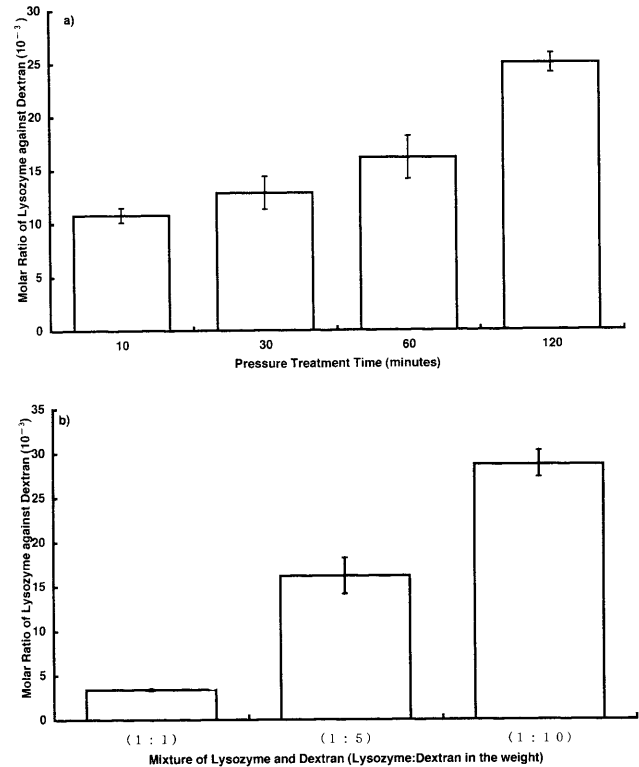 Molar Ratio of Lysozyme against Dextran (10⁻³)
a)
30
25
20
15
10
5
0
10 30 60 120
Pressure Treatment Time (minutes)
Molar Ratio of Lysozyme against Dextran (10⁻³)
b)
35
30
25
20
15
10
5
0
(1:1) (1:5) (1:10)
Mixture of Lysozyme and Dextran (Lysozyme:Dextran in the weight)